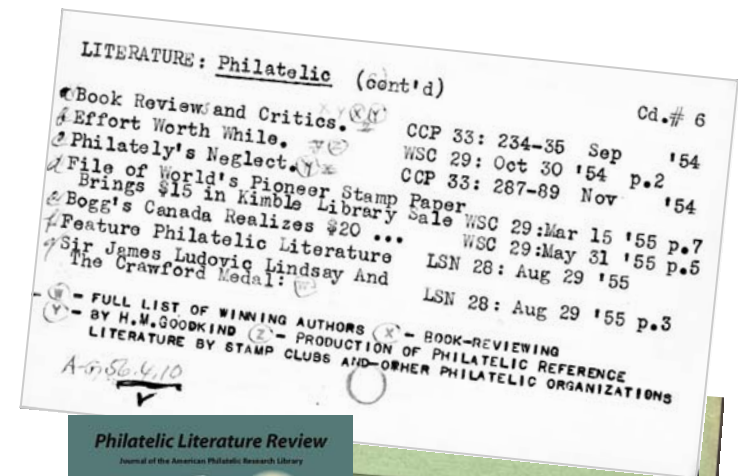 LITERATURE: Philatelic (cont'd)
Cd.# 6
a Book Reviews and Critics. X Y CCP 33: 234-35 Sep '54
b Effort Worth While. WSC 29: Oct 30 '54 p.2
c Philately's Neglect. Y CCP 33: 287-89 Nov '54
d File of World's Pioneer Stamp Paper
Brings $15 in Kimble Library Sale WSC 29:Mar 15 '55 p.7
e Bogg's Canada Realizes $20 ... WSC 29:May 31 '55 p.5
f Feature Philatelic Literature LSN 28: Aug 29 '55
g Sir James Ludovic Lindsay And
The Crawford Medal: W LSN 28: Aug 29 '55 p.3
- W - FULL LIST OF WINNING AUTHORS X - BOOK-REVIEWING
Y - BY H.M.GOODKIND Z - PRODUCTION OF PHILATELIC REFERENCE
LITERATURE BY STAMP CLUBS AND OTHER PHILATELIC ORGANIZATIONS
A-G, 56.4.10
Philatelic Literature Review
Journal of the American Philatelic Research Library